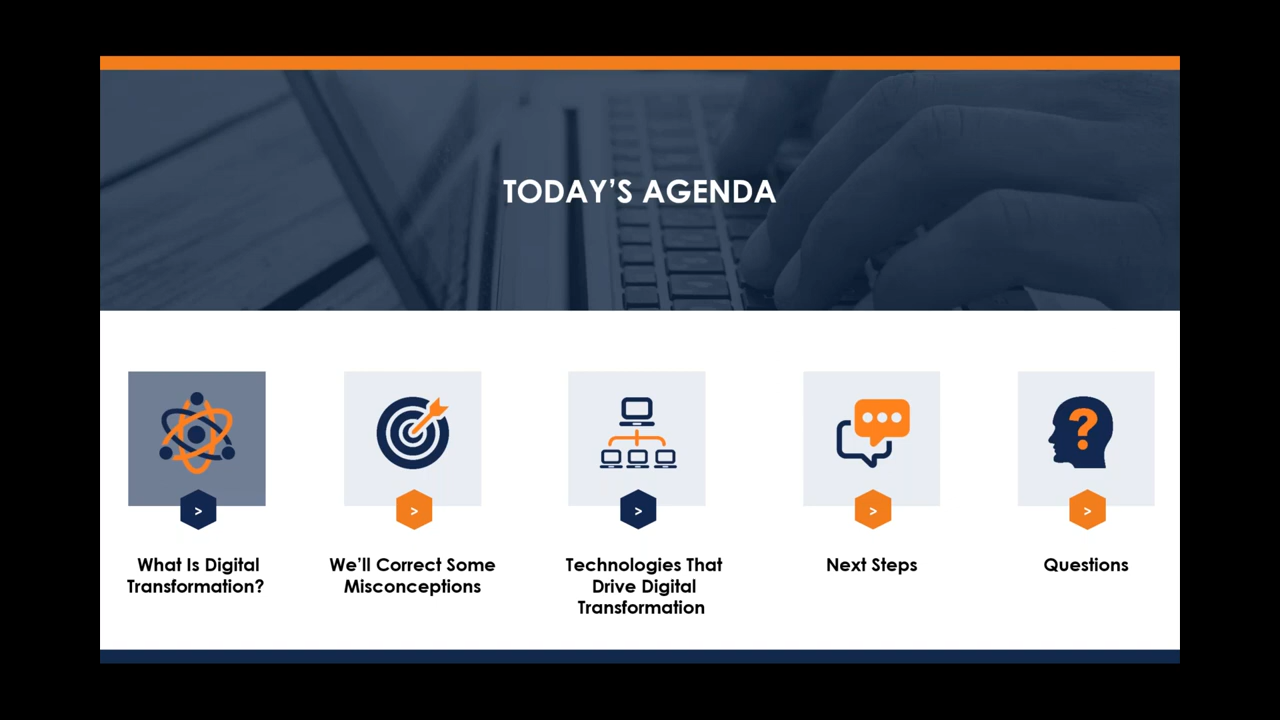 TODAY’S AGENDA
>
>
>
>
>
What Is Digital
Transformation?
We’ll Correct Some
Misconceptions
Technologies That
Drive Digital
Transformation
Next Steps
Questions
?